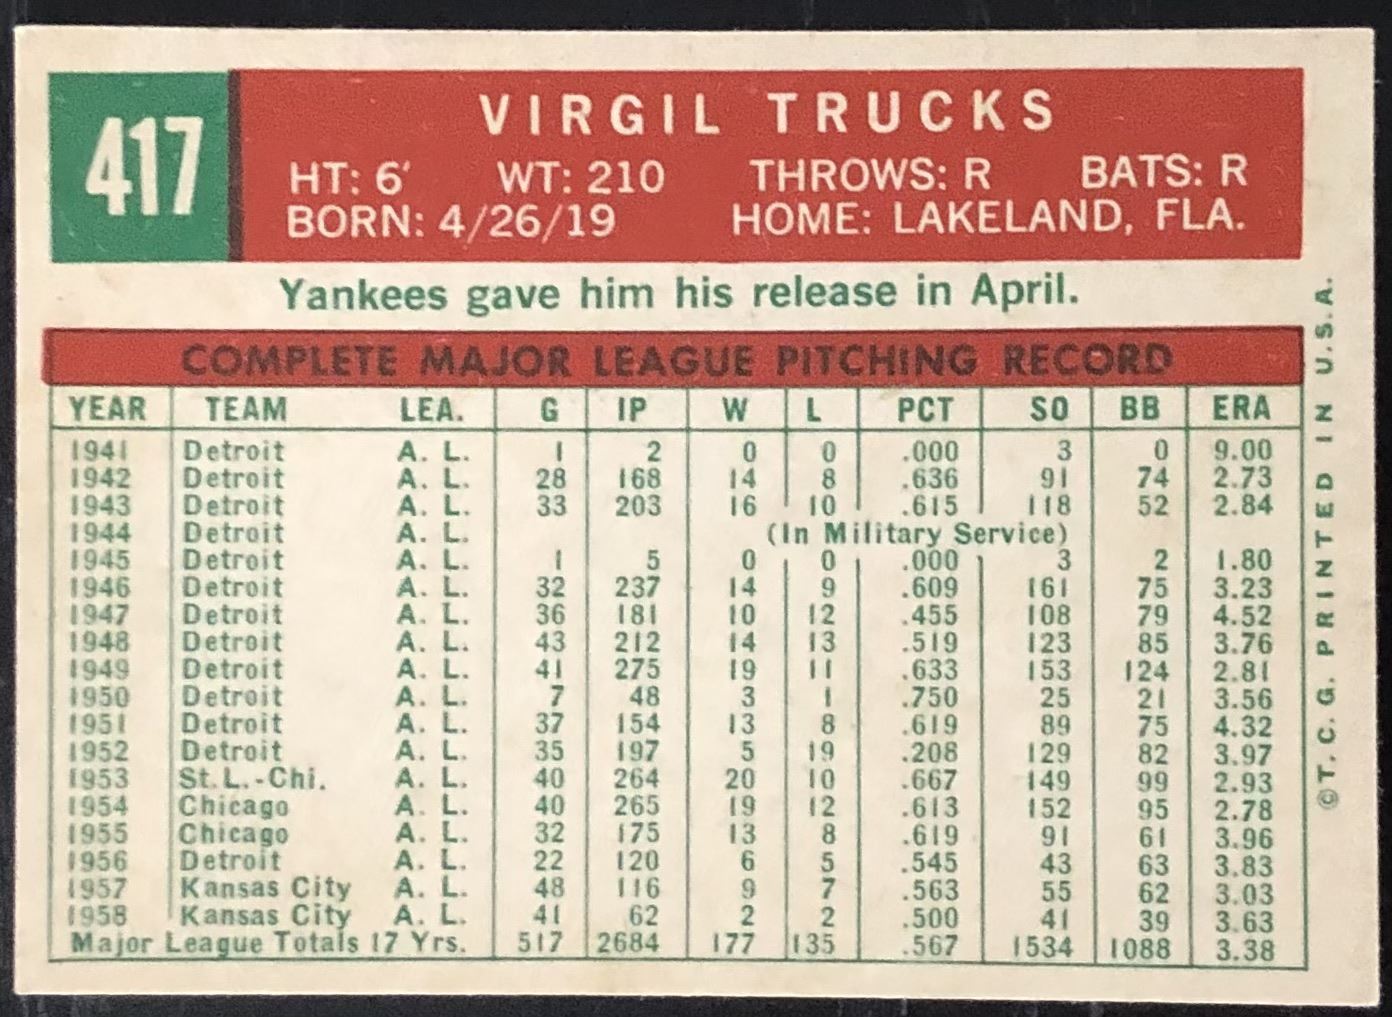 417
VIRGIL TRUCKS
HT: 6' WT: 210 THROWS: R BATS: R
BORN: 4/26/19 HOME: LAKELAND, FLA.
Yankees gave him his release in April.
COMPLETE MAJOR LEAGUE PITCHING RECORD
YEAR TEAM LEA. G IP W L PCT SO BB ERA
1941 Detroit A. L. 1 2 0 0 .000 3 0 9.00
1942 Detroit A. L. 28 168 14 8 .636 91 74 2.73
1943 Detroit A. L. 33 203 16 10 .615 118 52 2.84
1944 Detroit A. L. (In Military Service)
1945 Detroit A. L. 1 5 0 0 .000 3 2 1.80
1946 Detroit A. L. 32 237 14 9 .609 161 75 3.23
1947 Detroit A. L. 36 181 10 12 .455 108 79 4.52
1948 Detroit A. L. 43 212 14 13 .519 123 85 3.76
1949 Detroit A. L. 41 275 19 11 .633 153 124 2.81
1950 Detroit A. L. 7 48 3 1 .750 25 21 3.56
1951 Detroit A. L. 37 154 13 8 .619 89 75 4.32
1952 Detroit A. L. 35 197 5 19 .208 129 82 3.97
1953 St. L.-Chi. A. L. 40 264 20 10 .667 149 99 2.93
1954 Chicago A. L. 40 265 19 12 .613 152 95 2.78
1955 Chicago A. L. 32 175 13 8 .619 91 61 3.96
1956 Detroit A. L. 22 120 6 5 .545 43 63 3.83
1957 Kansas City A. L. 48 116 9 7 .563 55 62 3.03
1958 Kansas City A. L. 41 62 2 2 .500 41 39 3.63
Major League Totals 17 Yrs. 517 2684 177 135 .567 1534 1088 3.38
©T. C. G. PRINTED IN U.S.A.